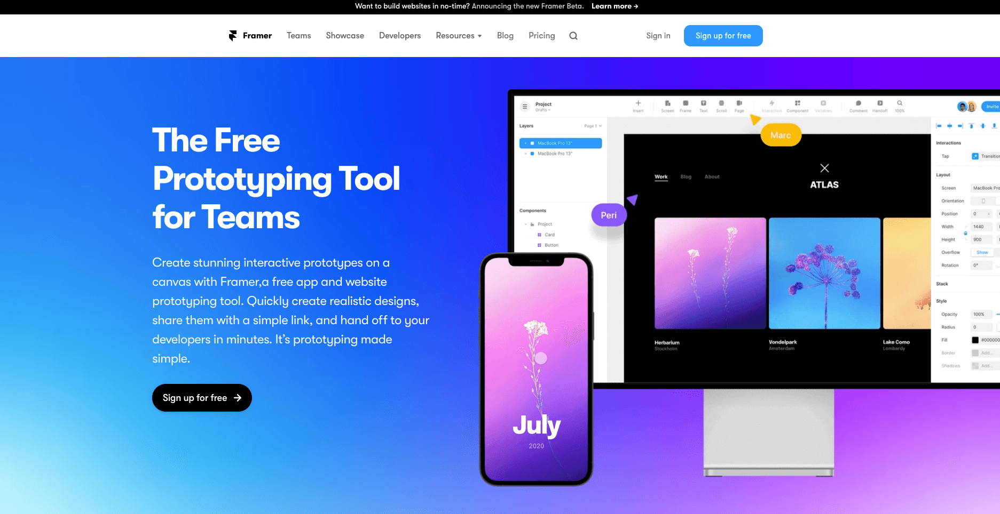 Want to build websites in no-time? Announcing the new Framer Beta. Learn more →
Framer Teams Showcase Developers Resources Blog Pricing Sign in Sign up for free
The Free
Prototyping Tool
for Teams
Create stunning interactive prototypes on a
canvas with Framer,a free app and website
prototyping tool. Quickly create realistic designs,
share them with a simple link, and hand off to your
developers in minutes. It's prototyping made
simple.
Sign up for free →
Project
Drafts
Insert Screen Frame Text Scroll Page Interaction Component Variables Comment Handoff 100% Invite
Layers Page 1
MacBook Pro 13"
MacBook Pro 13"
Components
Project
Card
Button
Marc
Peri
Work Blog About
ATLAS
Herbarium
Stockholm
Vondelpark
Amsterdam
Lake Como
Lombardy
Interactions
Tap Transition
Layout
Screen MacBook Pro
Orientation
Position 0 x
Width 1440
Height 900
Overflow Show
Rotation 0°
Stack
Style
Opacity 100%
Radius 0
Fill #000000
Border Add...
Shadows Add...
July
2020